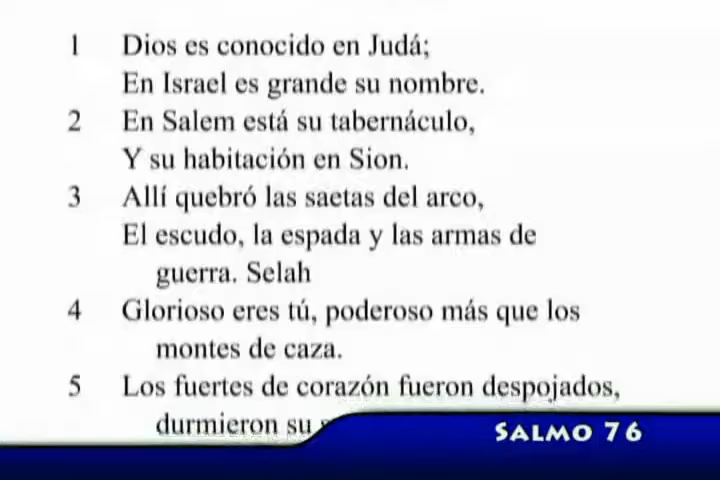 1 Dios es conocido en Judá;
En Israel es grande su nombre.
2 En Salem está su tabernáculo,
Y su habitación en Sion.
3 Allí quebró las saetas del arco,
El escudo, la espada y las armas de
guerra. Selah
4 Glorioso eres tú, poderoso más que los
montes de caza.
5 Los fuertes de corazón fueron despojados,
durmieron su
SALMO 76